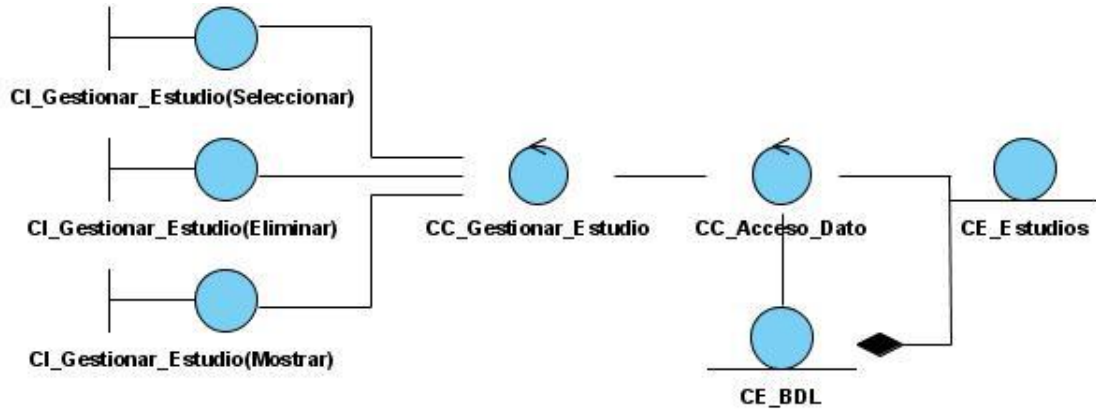 CI_Gestionar_Estudio(Seleccionar)
CI_Gestionar_Estudio(Eliminar)
CC_Gestionar_Estudio
CC_Acceso_Dato
CE_Estudios
CI_Gestionar_Estudio(Mostrar)
CE_BDL